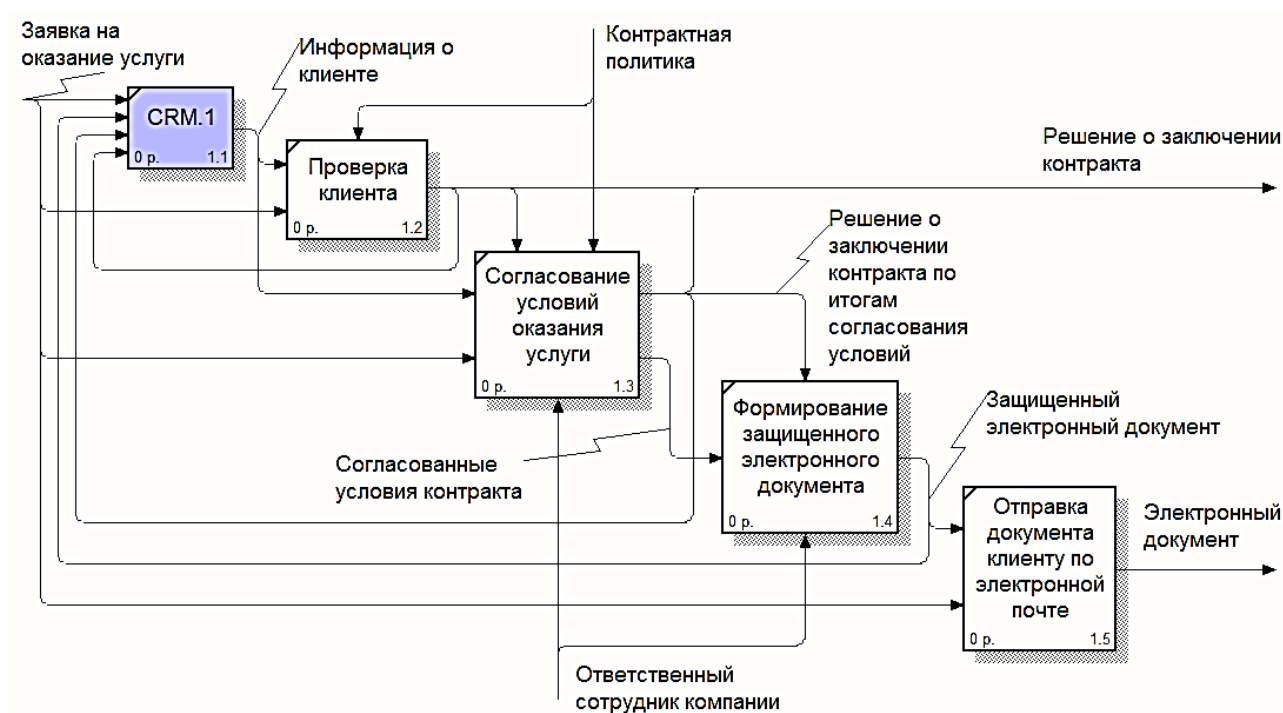 Заявка на
оказание услуги
Информация о
клиенте
Контрактная
политика
CRM.1
0 р.
1.1
Проверка
клиента
0 р.
1.2
Решение о заключении
контракта
Согласование
условий
оказания
услуги
0 р.
1.3
Решение о
заключении
контракта по
итогам
согласования
условий
Формирование
защищенного
электронного
документа
0 р.
1.4
Защищенный
электронный документ
Согласованные
условия контракта
Отправка
документа
клиенту по
электронной
почте
0 р.
1.5
Электронный
документ
Ответственный
сотрудник компании